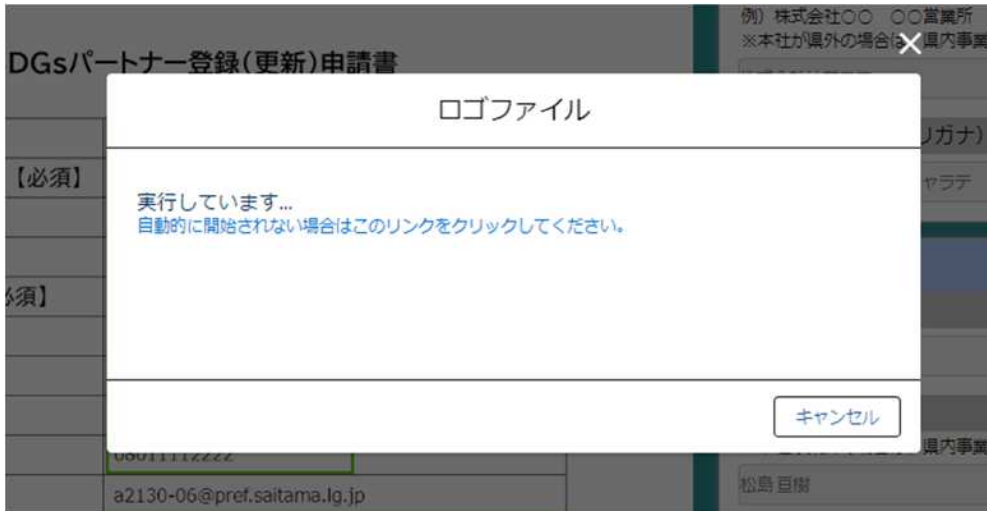 例）株式会社〇〇　〇〇営業所
※本社が県外の場合は、県内事業
DGsパートナー登録（更新）申請書
ロゴファイル
リガナ）
【必須】
ャラテ
実行しています...
自動的に開始されない場合はこのリンクをクリックしてください。
必須】
キャンセル
県内事業
08011112222
a2130-06@pref.saitama.lg.jp
松島 亘樹